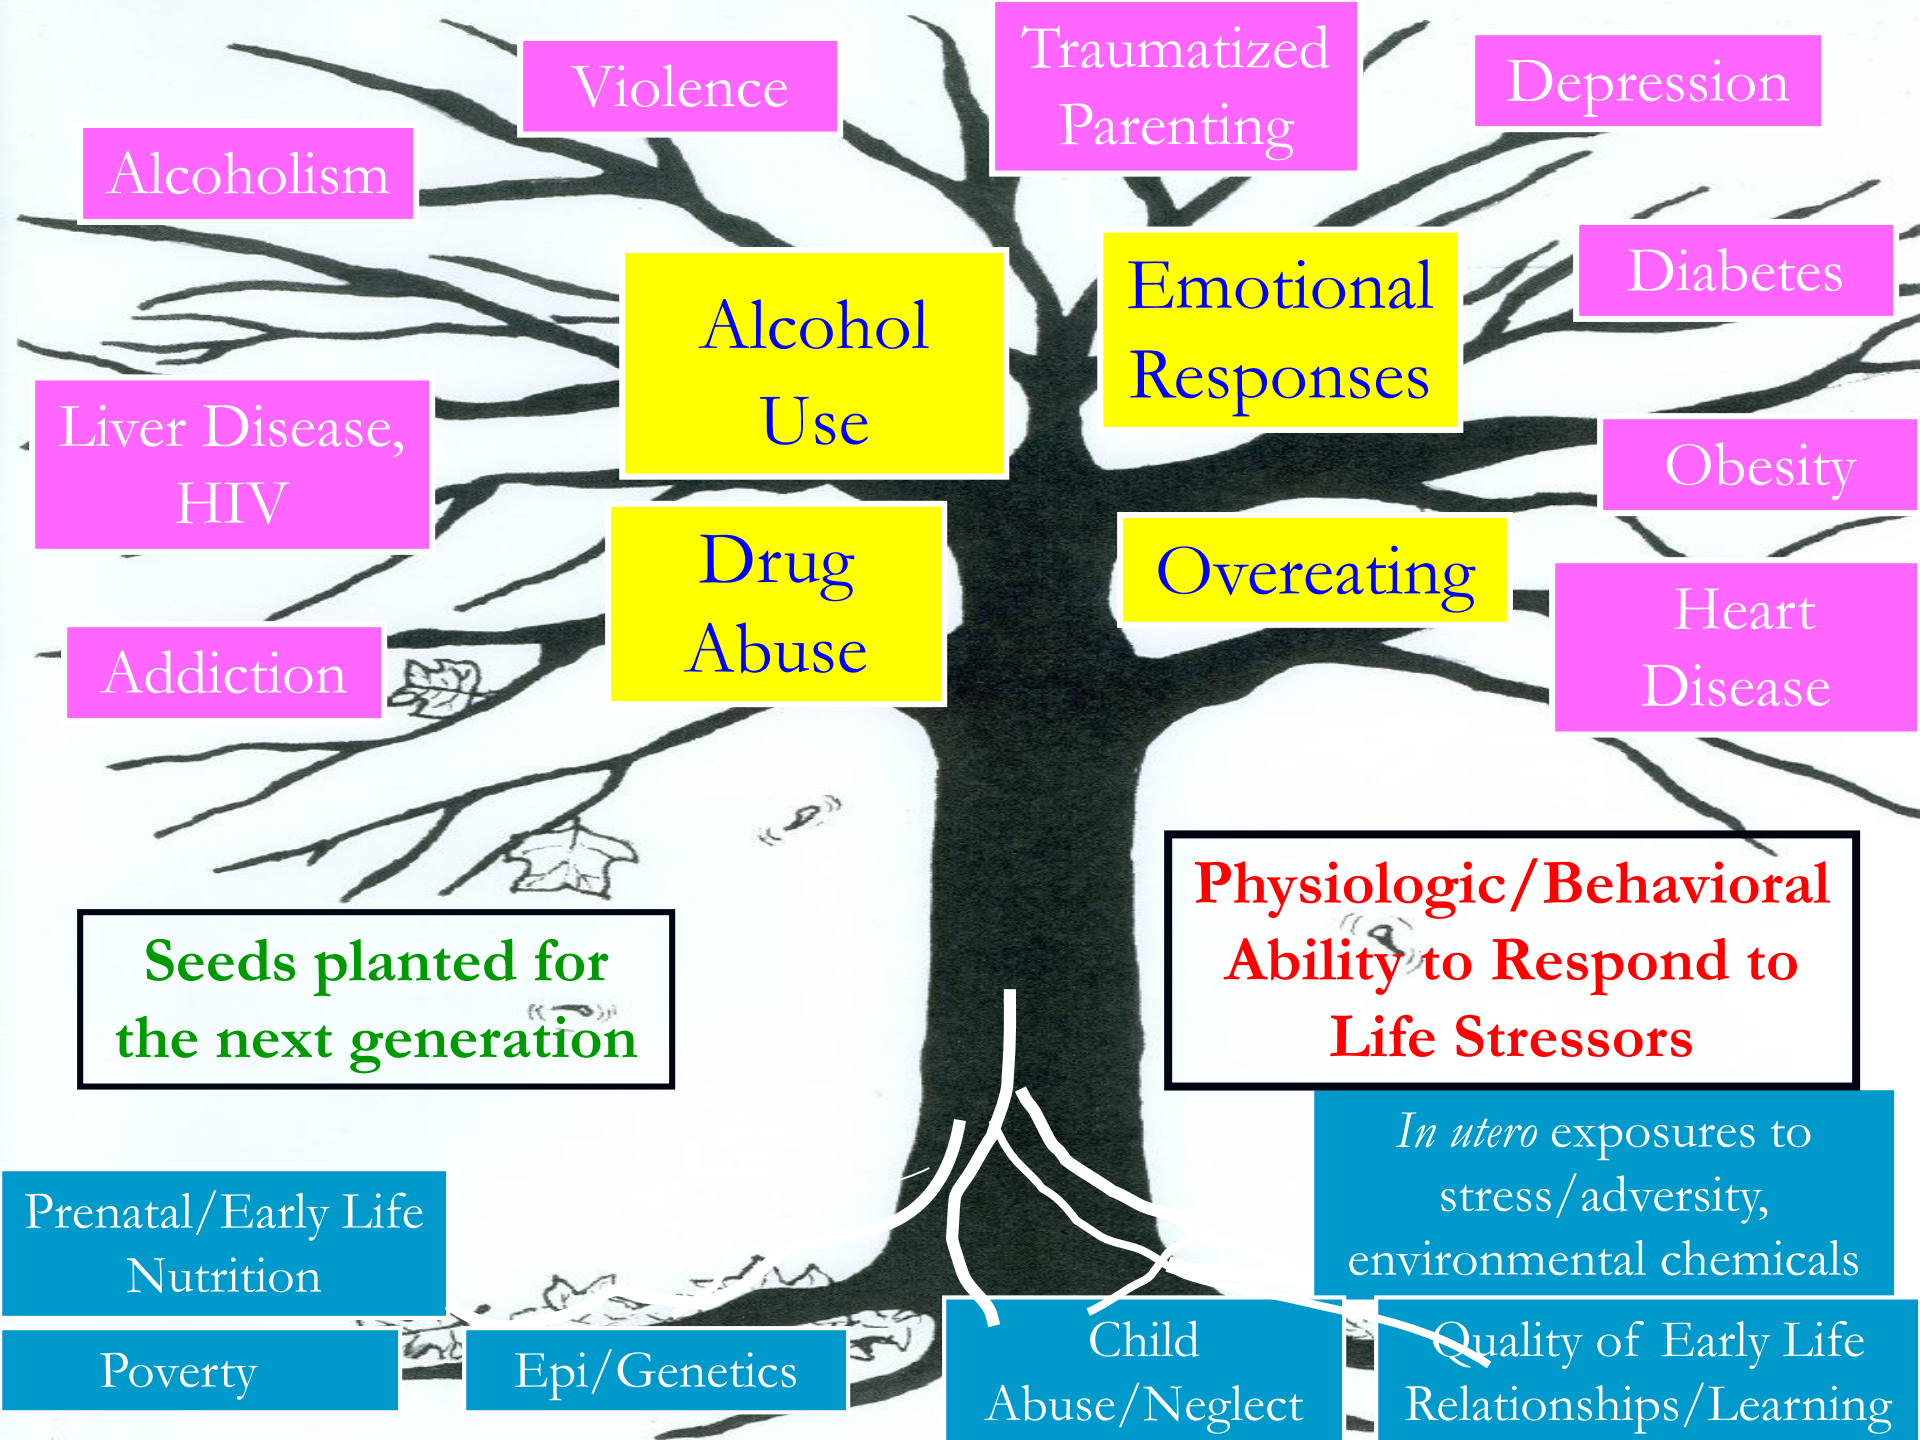 Violence
Traumatized
Parenting
Depression
Alcoholism
Alcohol
Use
Emotional
Responses
Diabetes
Liver Disease,
HIV
Obesity
Drug
Abuse
Overeating
Heart
Disease
Addiction
Seeds planted for
the next generation
Physiologic/Behavioral
Ability to Respond to
Life Stressors
In utero exposures to
stress/adversity,
environmental chemicals
Prenatal/Early Life
Nutrition
Poverty
Epi/Genetics
Child
Abuse/Neglect
Quality of Early Life
Relationships/Learning